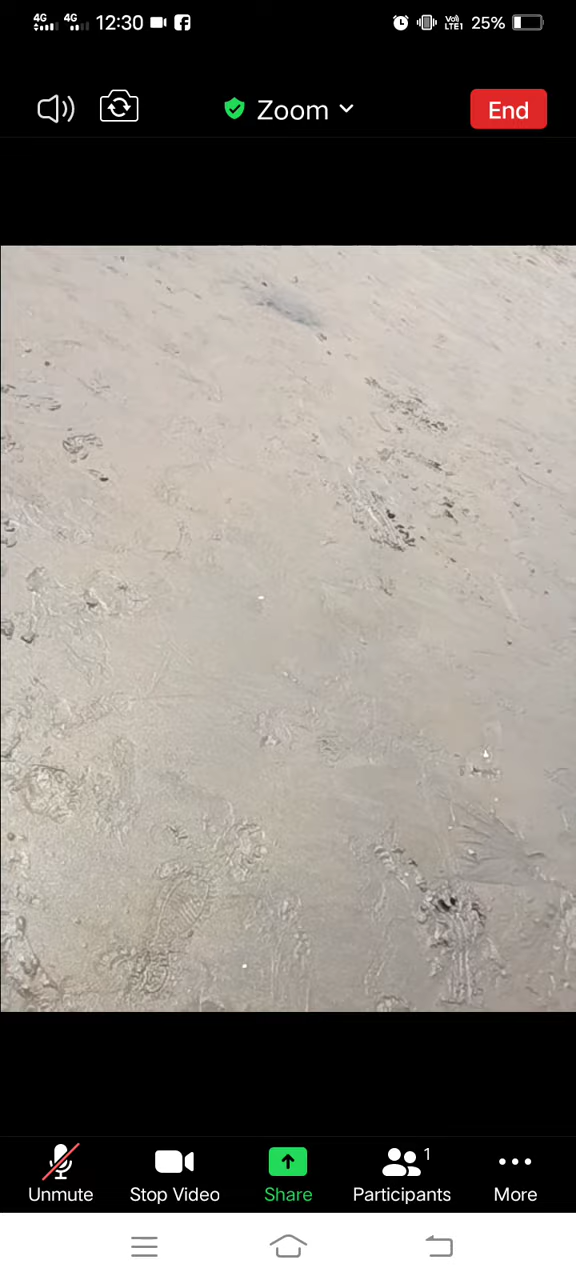 4G 4G 12:30 Vo)) LTE1 25%
Zoom End
Unmute Stop Video Share Participants 1 More